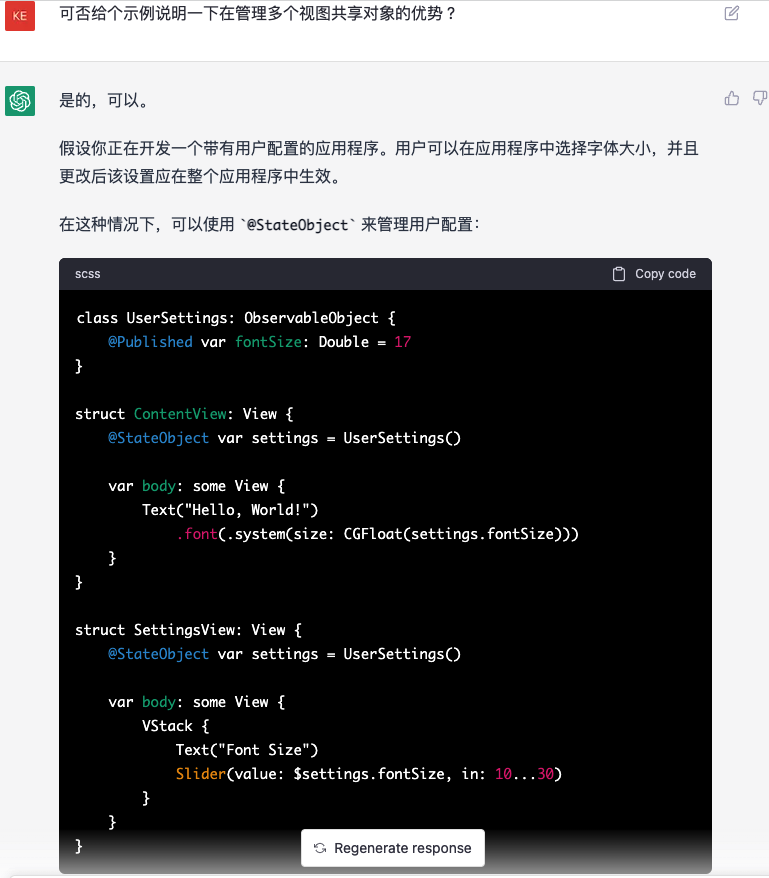 KE
可否给个示例说明一下在管理多个视图共享对象的优势？
是的，可以。
假设你正在开发一个带有用户配置的应用程序。用户可以在应用程序中选择字体大小，并且
更改后该设置应在整个应用程序中生效。
在这种情况下，可以使用 `@StateObject` 来管理用户配置：
scss Copy code
class UserSettings: ObservableObject {
    @Published var fontSize: Double = 17
}
struct ContentView: View {
    @StateObject var settings = UserSettings()
    var body: some View {
        Text("Hello, World!")
            .font(.system(size: CGFloat(settings.fontSize)))
    }
}
struct SettingsView: View {
    @StateObject var settings = UserSettings()
    var body: some View {
        VStack {
            Text("Font Size")
            Slider(value: $settings.fontSize, in: 10...30)
        }
    }
}
Regenerate response